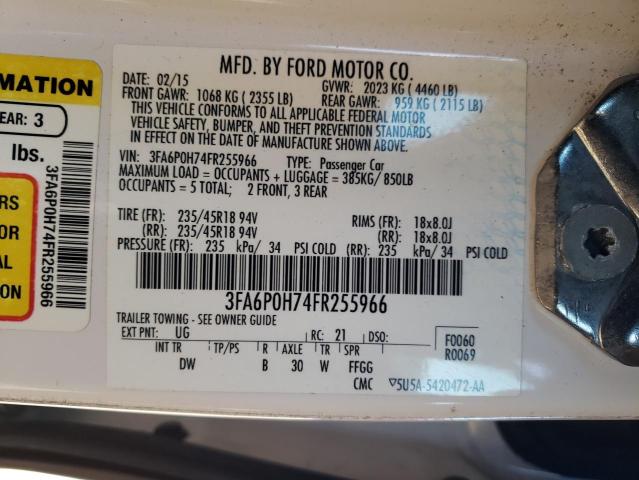 MFD. BY FORD MOTOR CO.
DATE: 02/15 GVWR: 2023 KG ( 4460 LB)
FRONT GAWR: 1068 KG ( 2355 LB) REAR GAWR: 959 KG ( 2115 LB)
THIS VEHICLE CONFORMS TO ALL APPLICABLE FEDERAL MOTOR
VEHICLE SAFETY, BUMPER, AND THEFT PREVENTION STANDARDS
IN EFFECT ON THE DATE OF MANUFACTURE SHOWN ABOVE.
VIN: 3FA6P0H74FR255966 TYPE: Passenger Car
MAXIMUM LOAD = OCCUPANTS + LUGGAGE = 385KG/ 850LB
OCCUPANTS = 5 TOTAL; 2 FRONT, 3 REAR
TIRE (FR): 235/45R18 94V RIMS (FR): 18x8.0J
(RR): 235/45R18 94V (RR): 18x8.0J
PRESSURE (FR): 235 kPa/ 34 PSI COLD (RR): 235 kPa/ 34 PSI COLD
3FA6P0H74FR255966
TRAILER TOWING - SEE OWNER GUIDE
EXT PNT: UG RC: 21 DSO: F0060
R0069
INT TR TP/PS R AXLE TR SPR
DW B 30 W FFGG
CMC ▽5U5A-5420472-AA
RMATION
EAR: 3
lbs.
3FA6P0H74FR255966
RS
OR
AL
ON